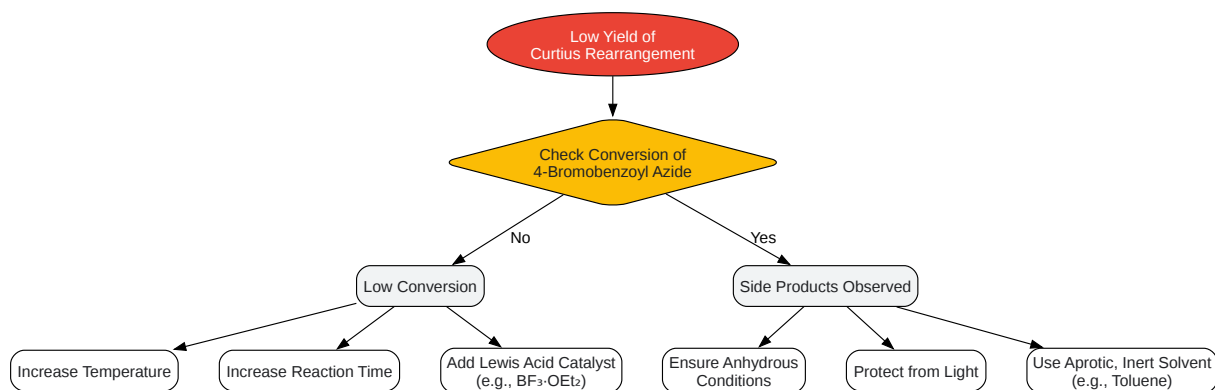 Low Yield of
Curtius Rearrangement
Check Conversion of
4-Bromobenzoyl Azide
No
Yes
Low Conversion
Side Products Observed
Increase Temperature
Increase Reaction Time
Add Lewis Acid Catalyst
(e.g., BF₃·OEt₂)
Ensure Anhydrous
Conditions
Protect from Light
Use Aprotic, Inert Solvent
(e.g., Toluene)